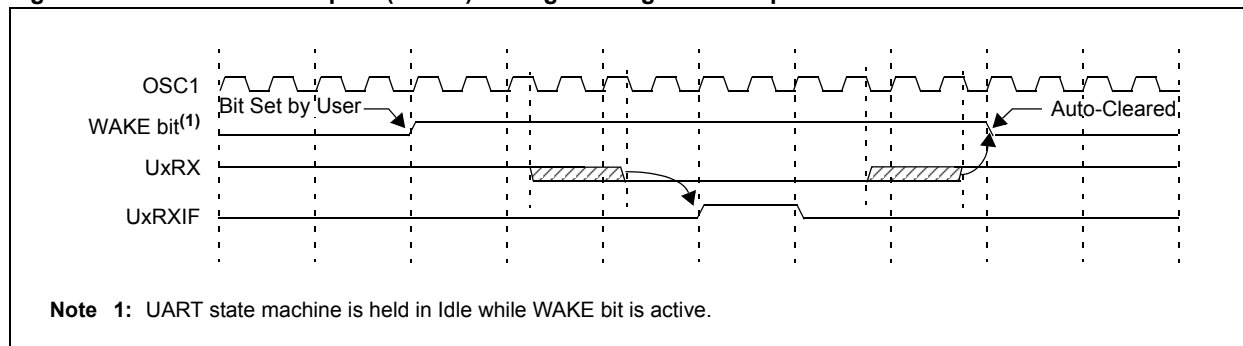 OSC1
Bit Set by User
Auto-Cleared
WAKE bit(1)
UxRX
UxRXIF
Note 1: UART state machine is held in Idle while WAKE bit is active.